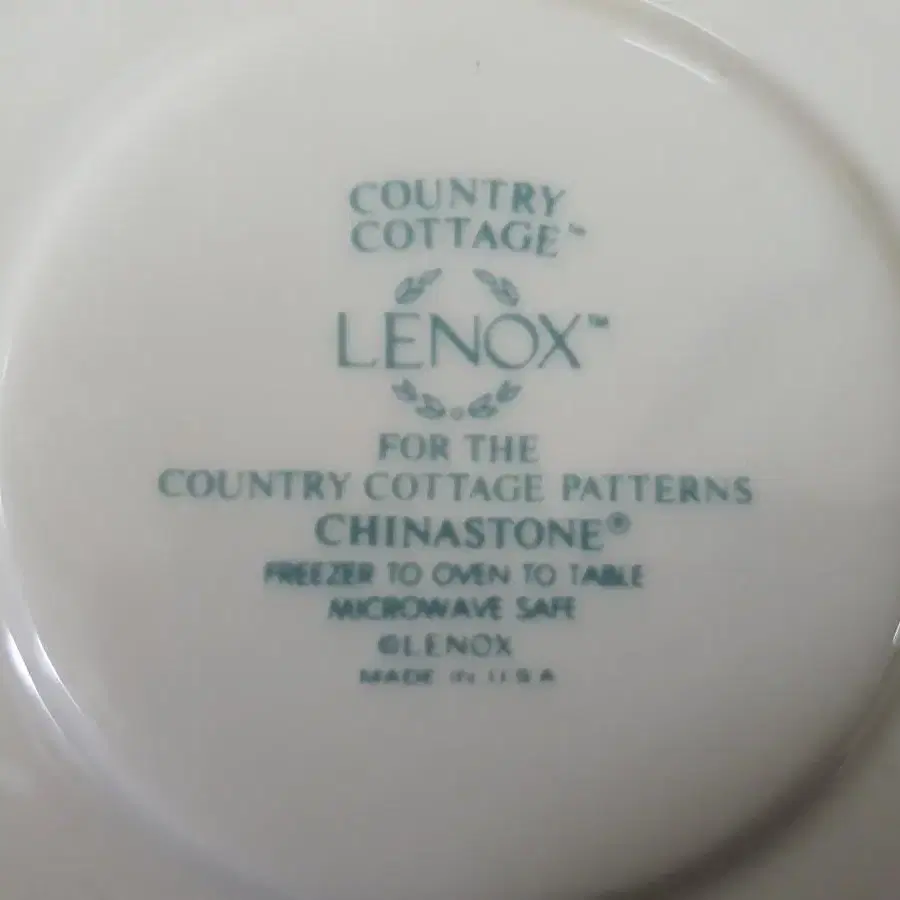 COUNTRY
COTTAGE™
LENOX™
FOR THE
COUNTRY COTTAGE PATTERNS
CHINASTONE®
FREEZER TO OVEN TO TABLE
MICROWAVE SAFE
©LENOX
MADE IN USA